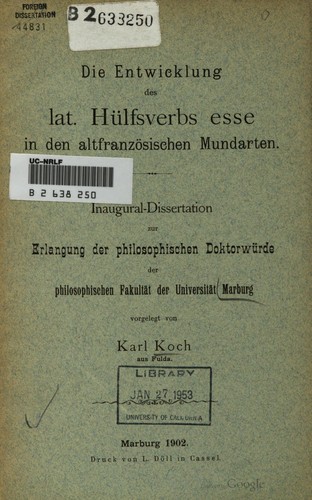 FOREIGN
DISSERTATION
44831
B 2 633250
Die Entwicklung
des
lat. Hülfsverbs esse
in den altfranzösischen Mundarten.
UC-NRLF
B 2 638 250
Inaugural-Dissertation
zur
Erlangung der philosophischen Doktorwürde
der
philosophischen Fakultät der Universität Marburg
vorgelegt von
Karl Koch
aus Fulda.
LIBRARY
JAN 27 1953
UNIVERSITY OF CALIFORNIA
Marburg 1902.
Druck von L. Döll in Cassel.
Google